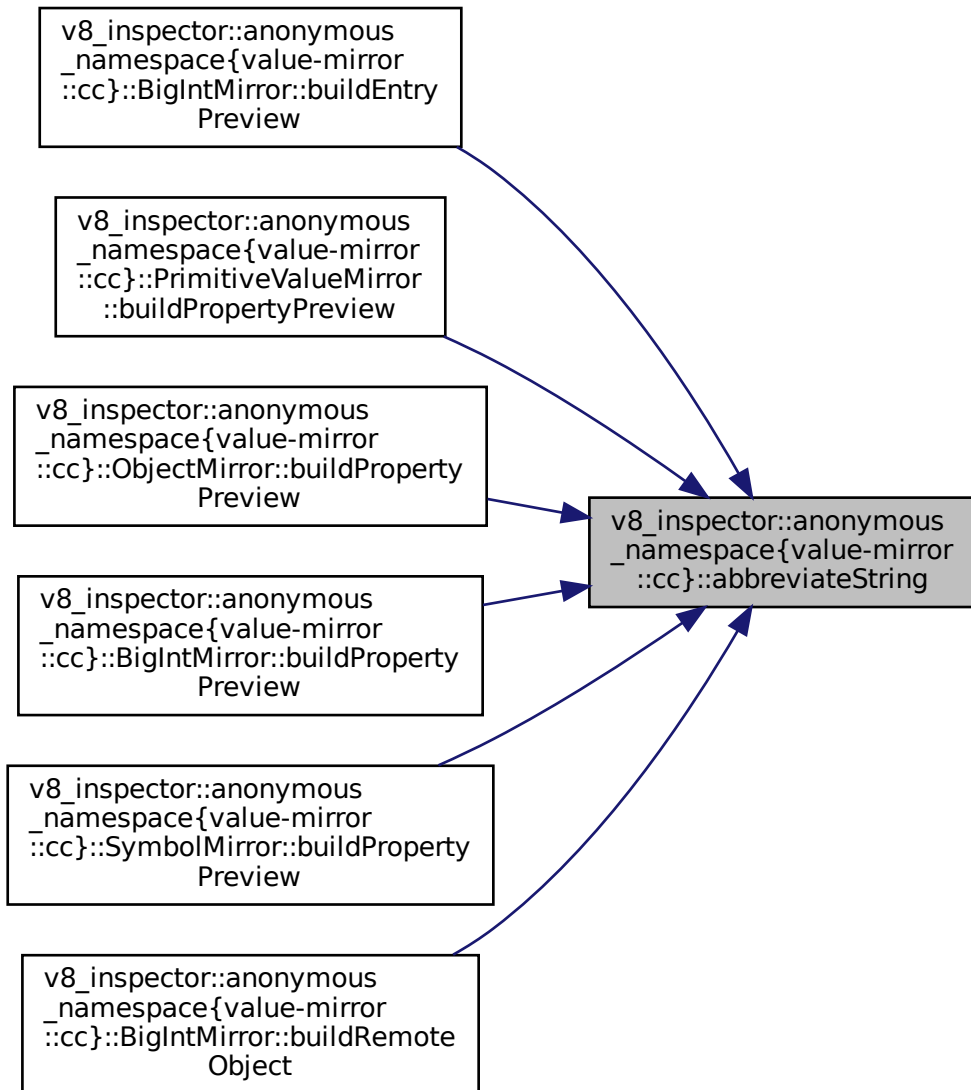 v8_inspector::anonymous
_namespace{value-mirror
::cc}::BigIntMirror::buildEntry
Preview
v8_inspector::anonymous
_namespace{value-mirror
::cc}::PrimitiveValueMirror
::buildPropertyPreview
v8_inspector::anonymous
_namespace{value-mirror
::cc}::ObjectMirror::buildProperty
Preview
v8_inspector::anonymous
_namespace{value-mirror
::cc}::abbreviateString
v8_inspector::anonymous
_namespace{value-mirror
::cc}::BigIntMirror::buildProperty
Preview
v8_inspector::anonymous
_namespace{value-mirror
::cc}::SymbolMirror::buildProperty
Preview
v8_inspector::anonymous
_namespace{value-mirror
::cc}::BigIntMirror::buildRemote
Object